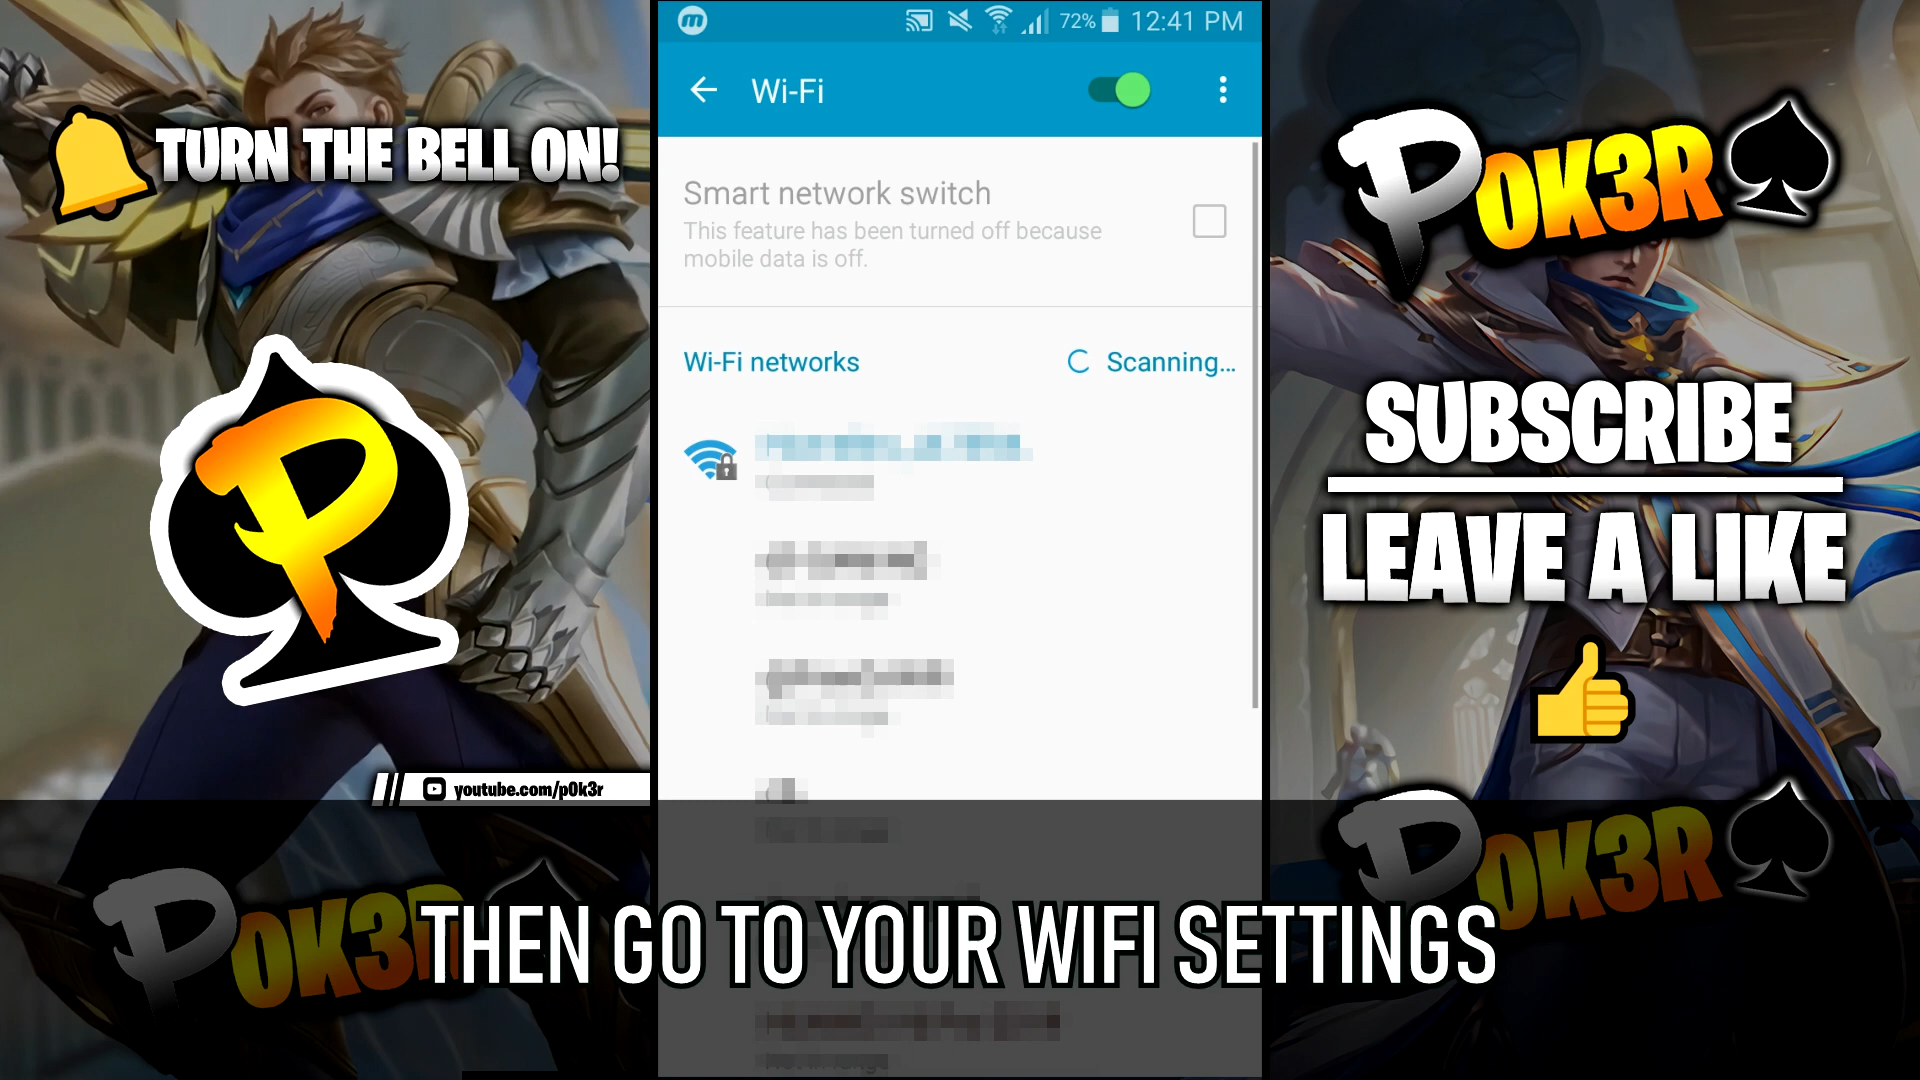 12:41 PM
72%
Wi-Fi
TURN THE BELL ON!
P0K3R
Smart network switch
This feature has been turned off because
mobile data is off.
Wi-Fi networks
Scanning...
P
SUBSCRIBE
LEAVE A LIKE
youtube.com/p0k3r
P0K3R
P0K3R
THEN GO TO YOUR WIFI SETTINGS